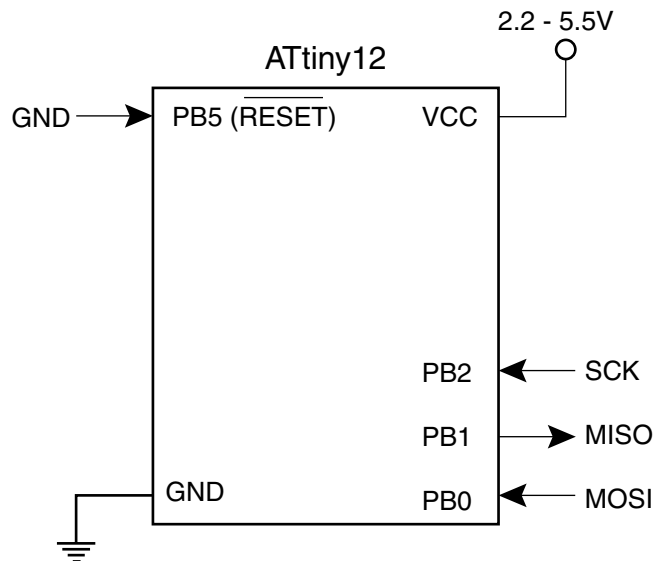 2.2 - 5.5V
ATtiny12
GND PB5 (RESET) VCC
PB2 SCK
PB1 MISO
GND PB0 MOSI